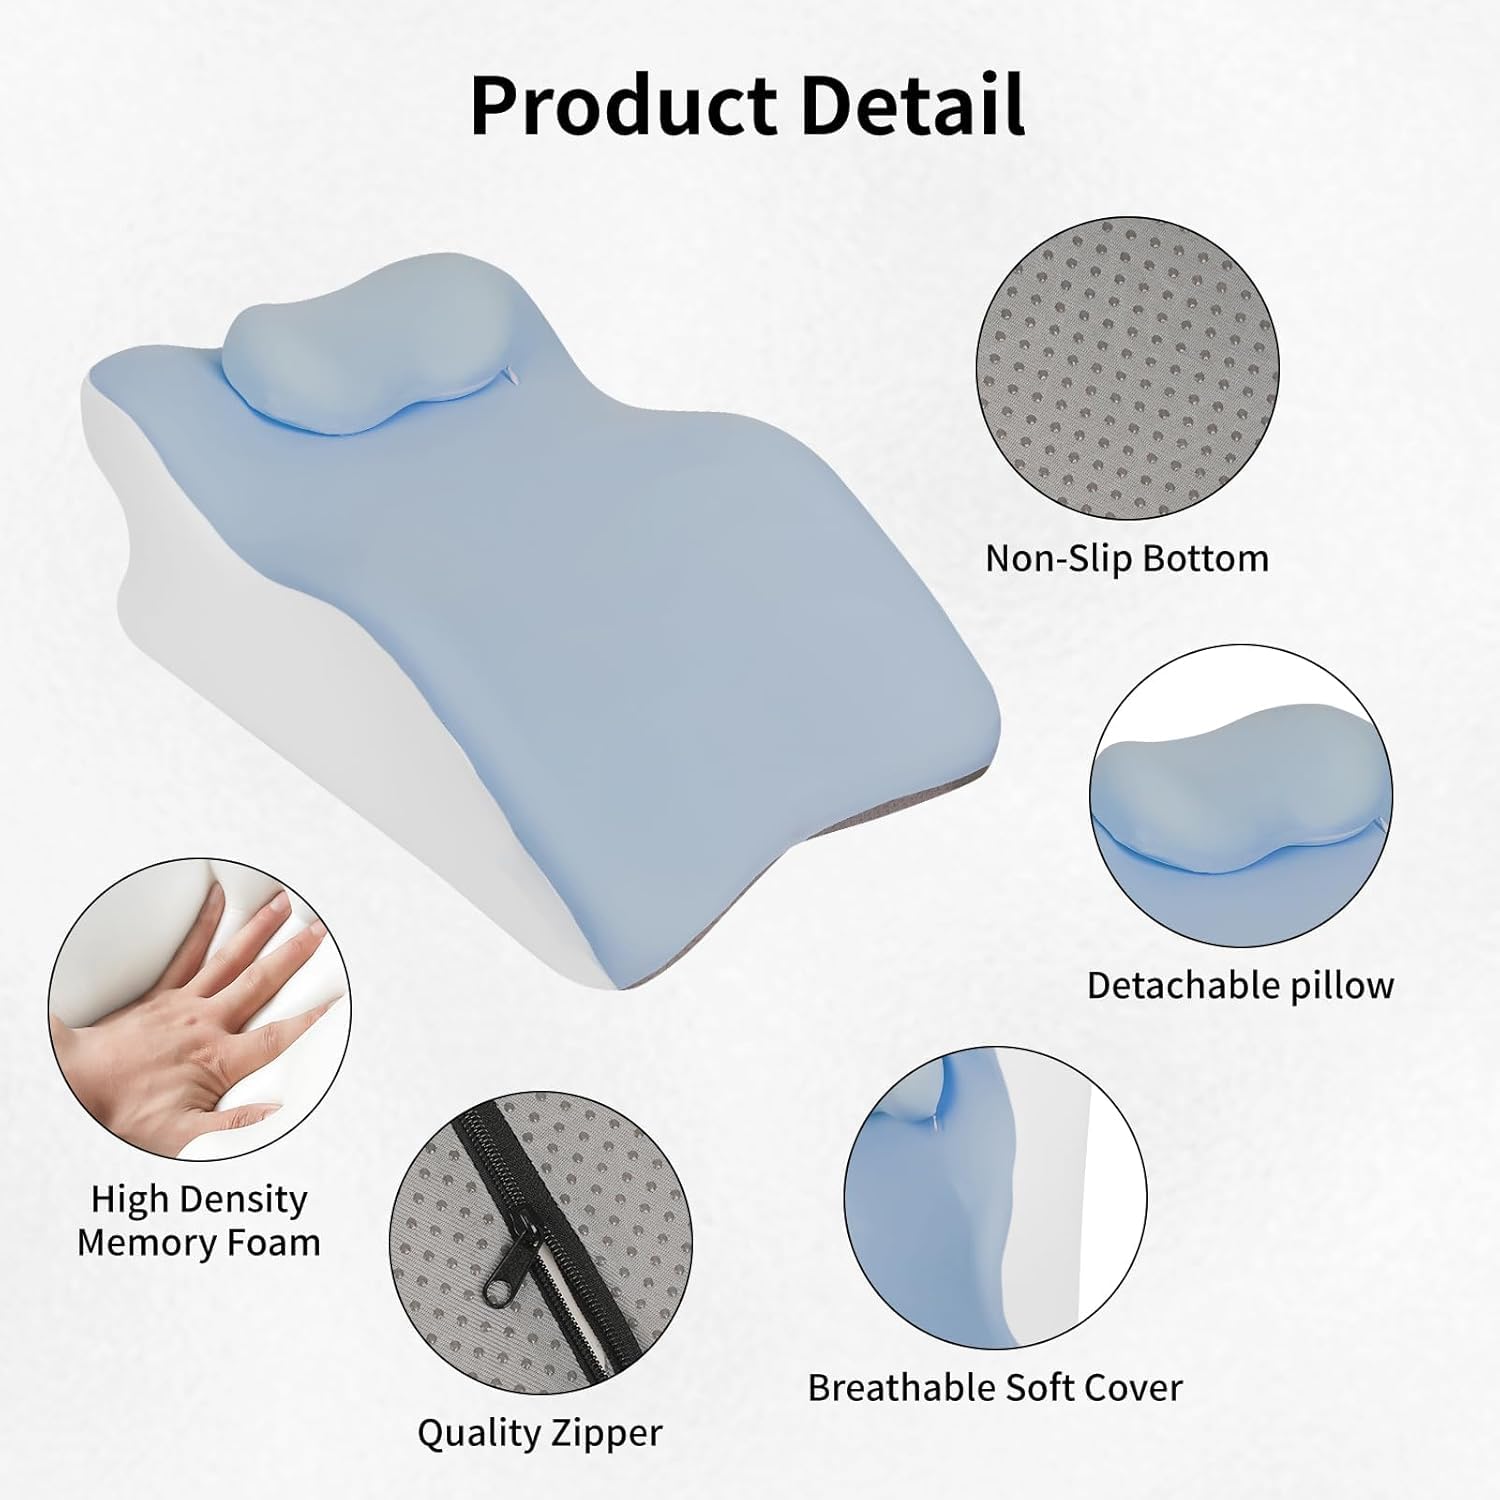 Product Detail
Non-Slip Bottom
Detachable pillow
High Density
Memory Foam
Breathable Soft Cover
Quality Zipper